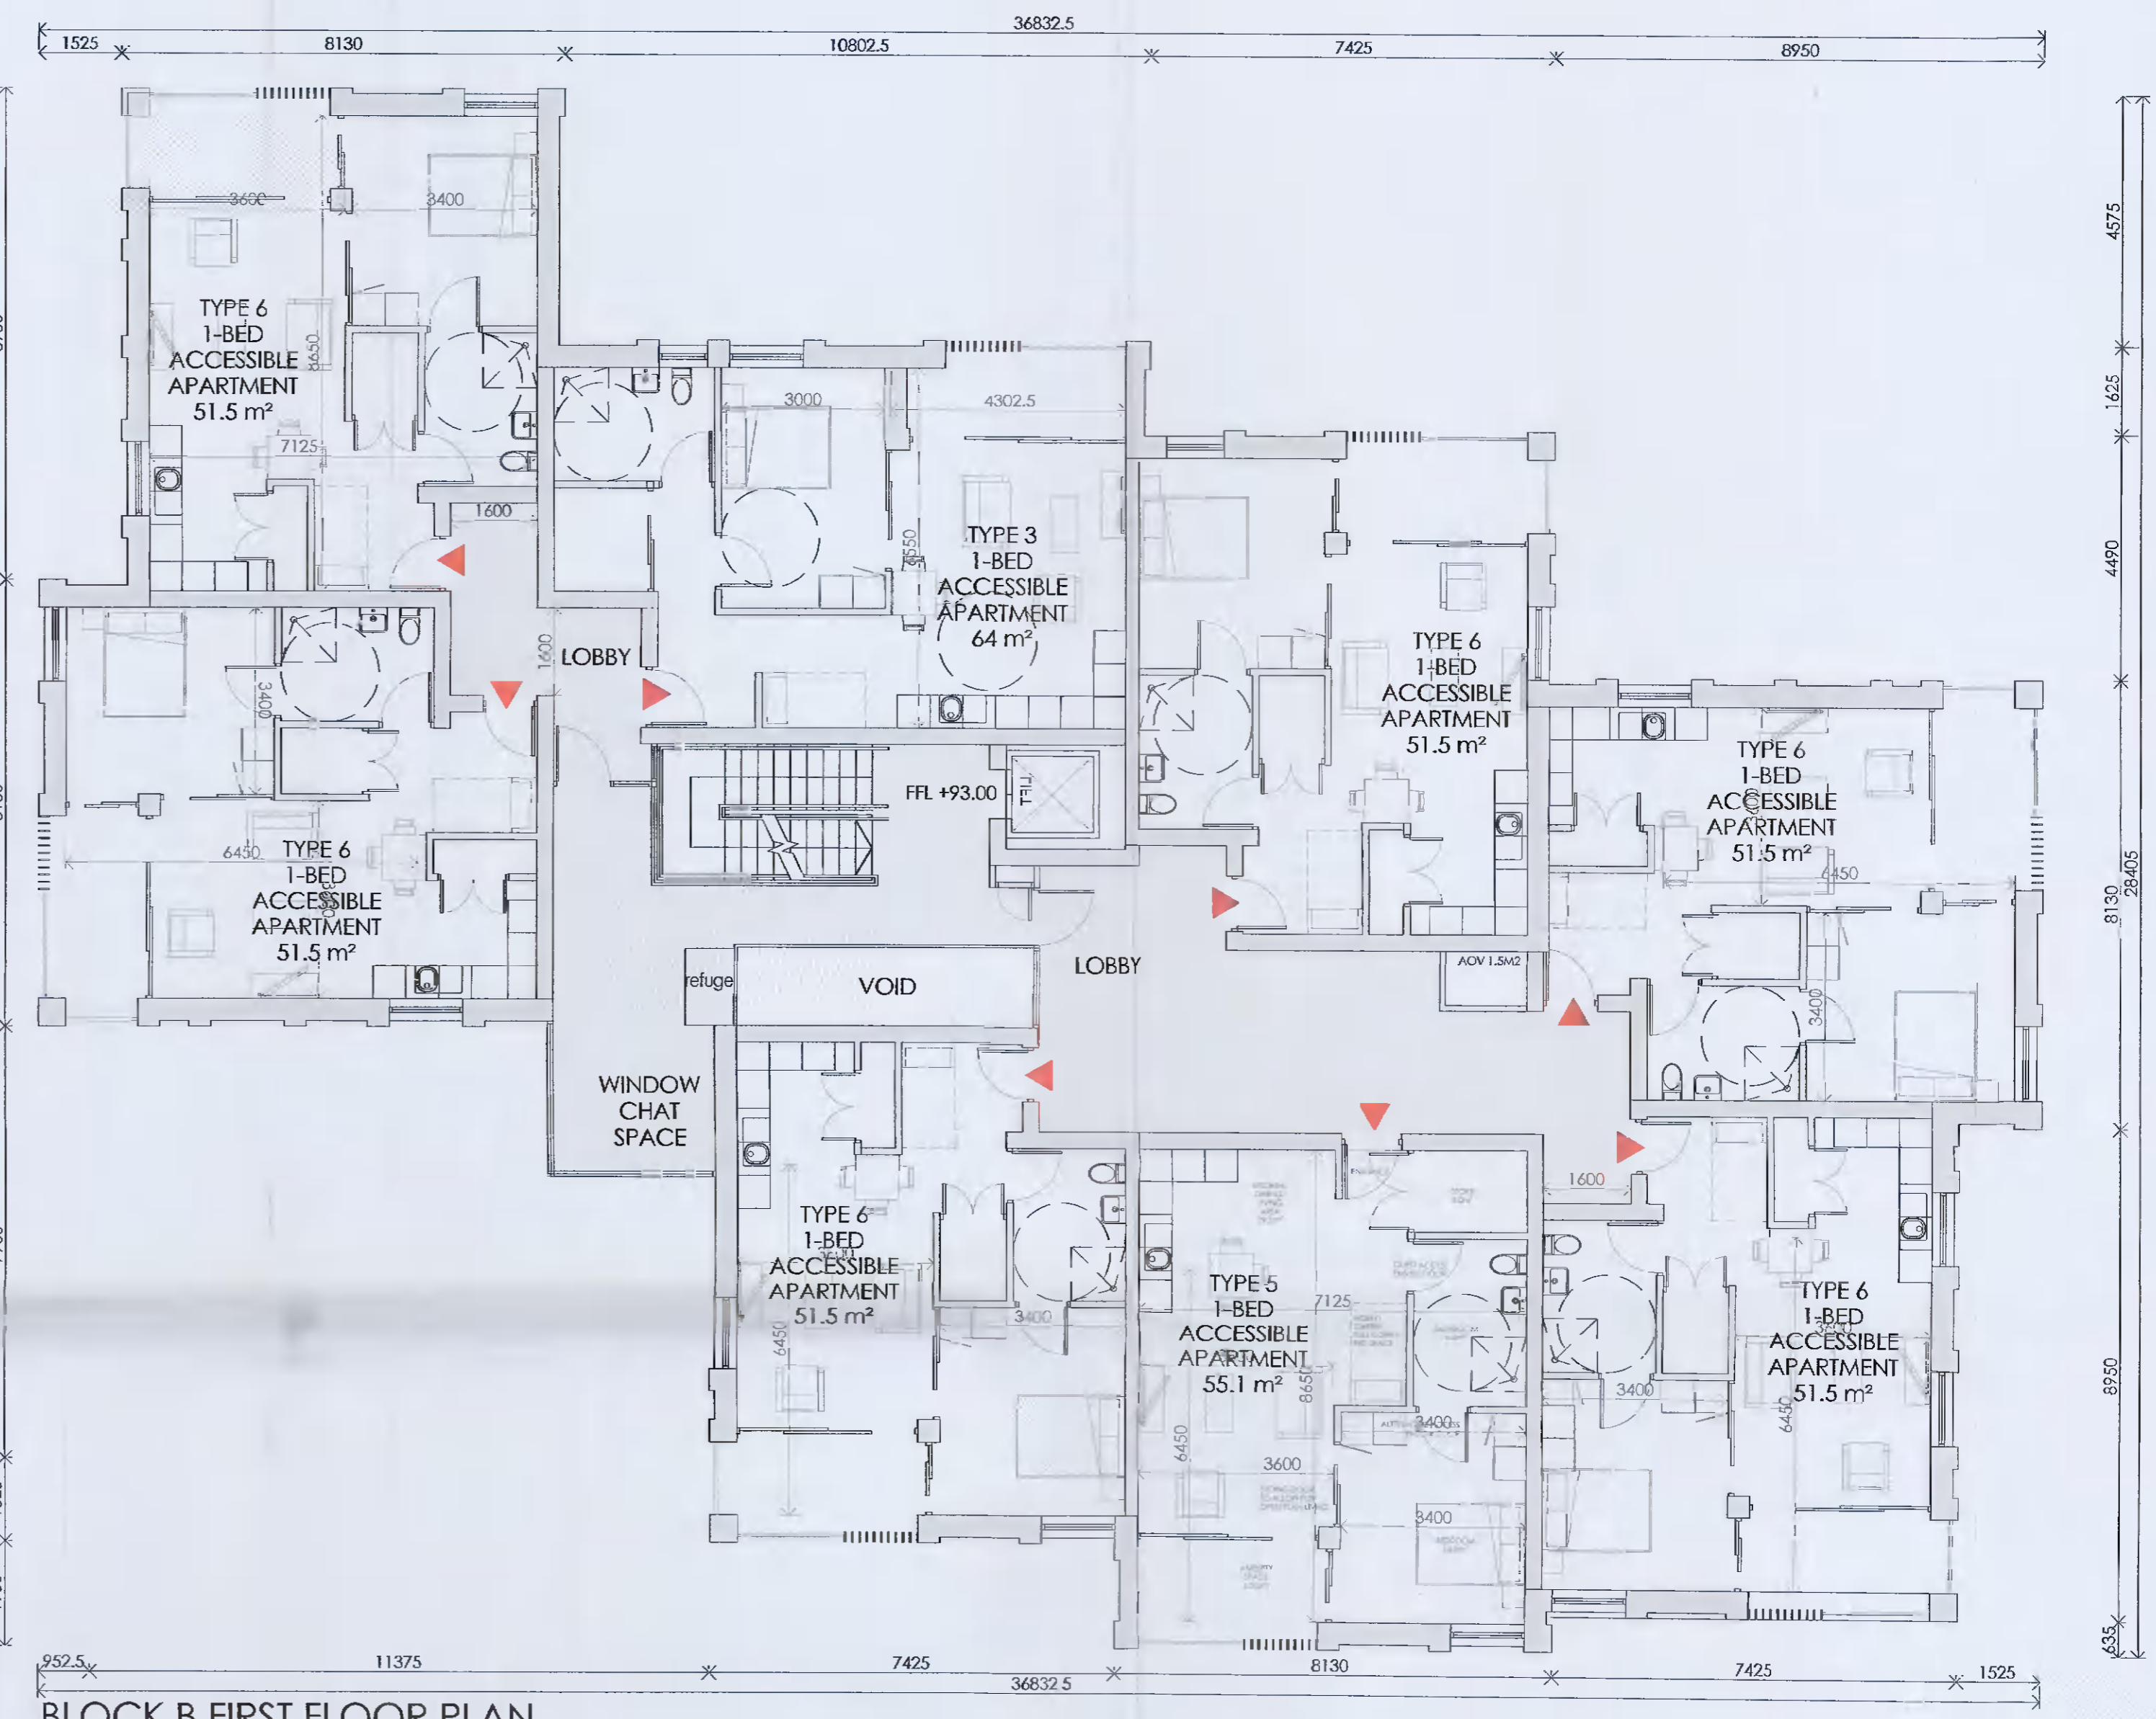 36832.5
1525
8130
10802.5
7425
8950
4575
1625
4490
8130
28405
8950
635
3600
3400
TYPE 6
1-BED
ACCESSIBLE
APARTMENT
51.5 m²
8650
7125
1600
3000
4302.5
TYPE 3
1-BED
ACCESSIBLE
APARTMENT
64 m²
6550
1600
LOBBY
TYPE 6
1-BED
ACCESSIBLE
APARTMENT
51.5 m²
TYPE 6
1-BED
ACCESSIBLE
APARTMENT
51.5 m²
6450
3400
3400
6450
TYPE 6
1-BED
ACCESSIBLE
APARTMENT
51.5 m²
FFL +93.00
LIFT
LOBBY
AOV 1.5M2
refuge
VOID
WINDOW
CHAT
SPACE
TYPE 6
1-BED
ACCESSIBLE
APARTMENT
51.5 m²
3400
6450
TYPE 5
1-BED
ACCESSIBLE
APARTMENT
55.1 m²
7125
8650
6450
3600
3400
3400
1600
TYPE 6
1-BED
ACCESSIBLE
APARTMENT
51.5 m²
3400
6450
952.5
11375
7425
8130
7425
1525
36832.5
BLOCK B FIRST FLOOR PLAN